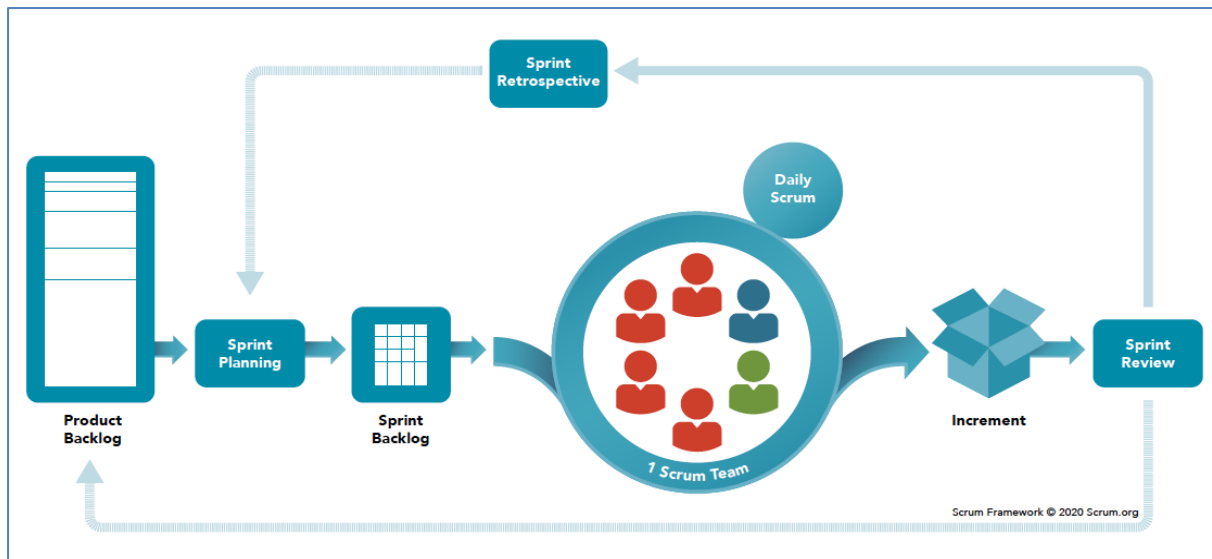 Sprint
Retrospective
Daily
Scrum
Sprint
Planning
Sprint
Review
Product
Backlog
Sprint
Backlog
Increment
1 Scrum Team
Scrum Framework © 2020 Scrum.org